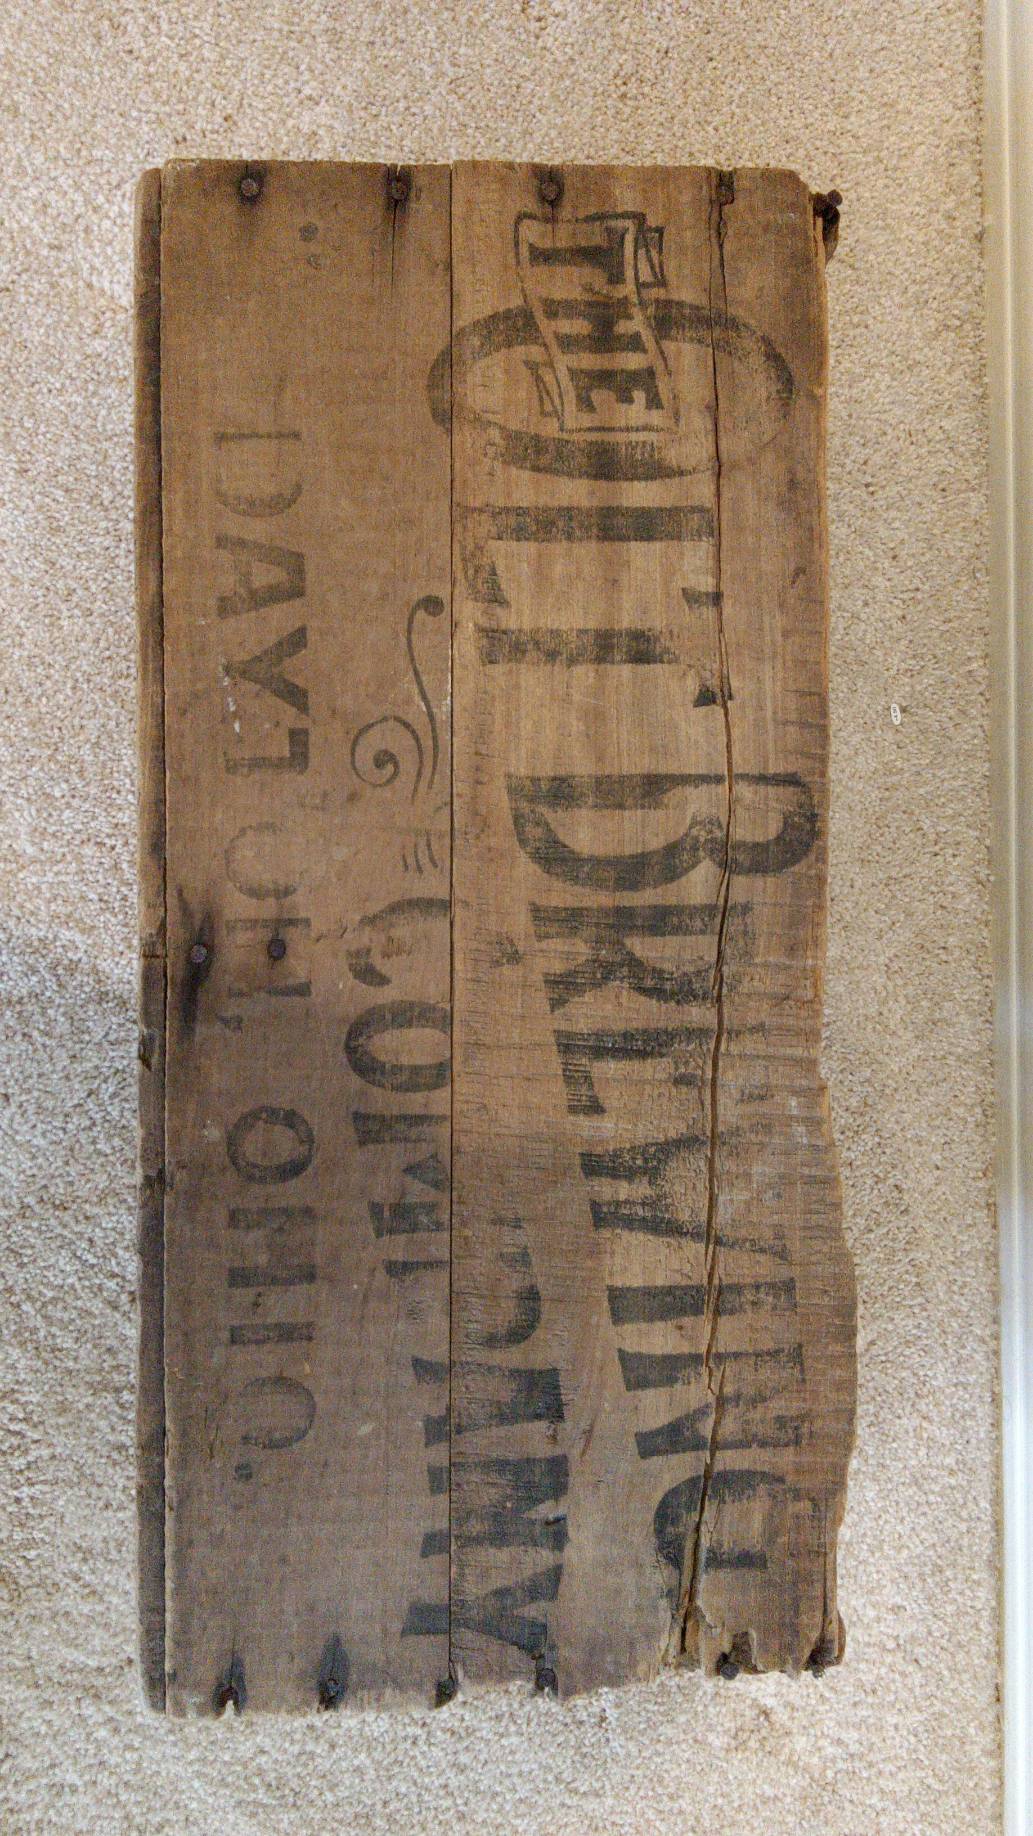 THE
OLT BREWING
COMPANY
DAYTON, OHIO.